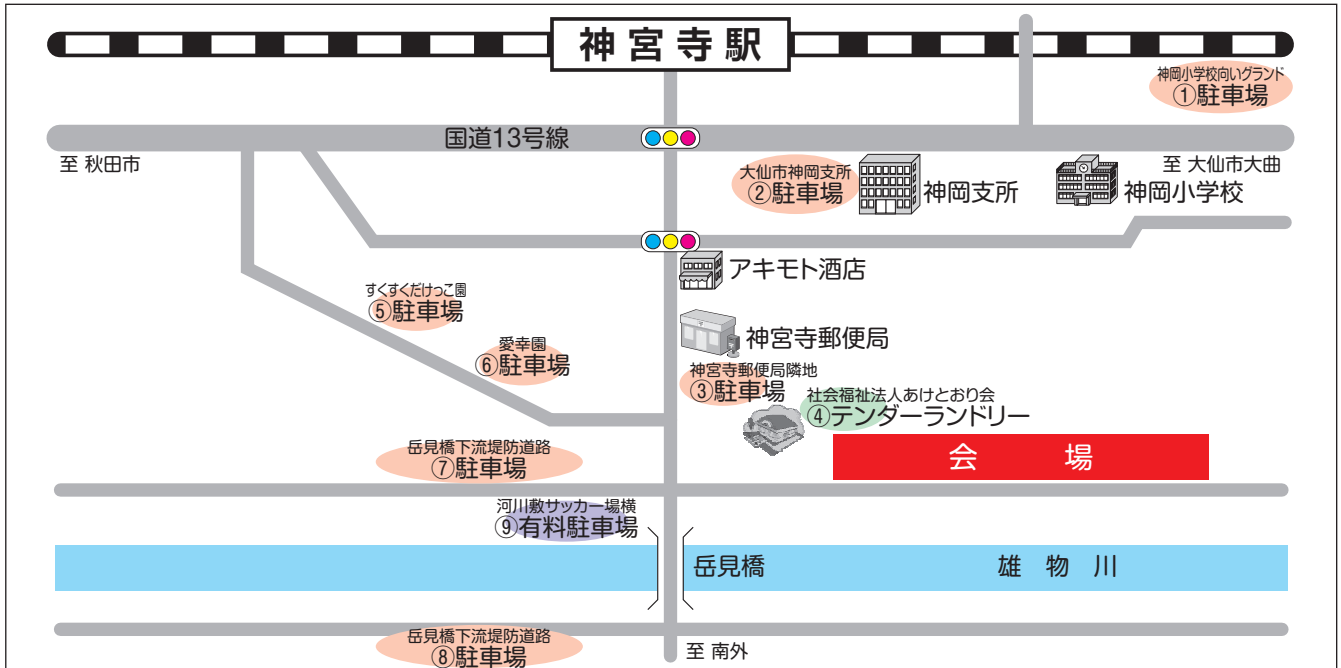 神宮寺駅
神岡小学校向いグランド
①駐車場
国道13号線
至 秋田市
至 大仙市大曲
大仙市神岡支所
②駐車場
神岡支所
神岡小学校
アキモト酒店
すくすくだけっこ園
⑤駐車場
神宮寺郵便局
愛幸園
⑥駐車場
神宮寺郵便局隣地
③駐車場
社会福祉法人あけとおり会
④テンダーランドリー
会場
岳見橋下流堤防道路
⑦駐車場
河川敷サッカー場横
⑨有料駐車場
岳見橋
雄物川
岳見橋下流堤防道路
⑧駐車場
至 南外